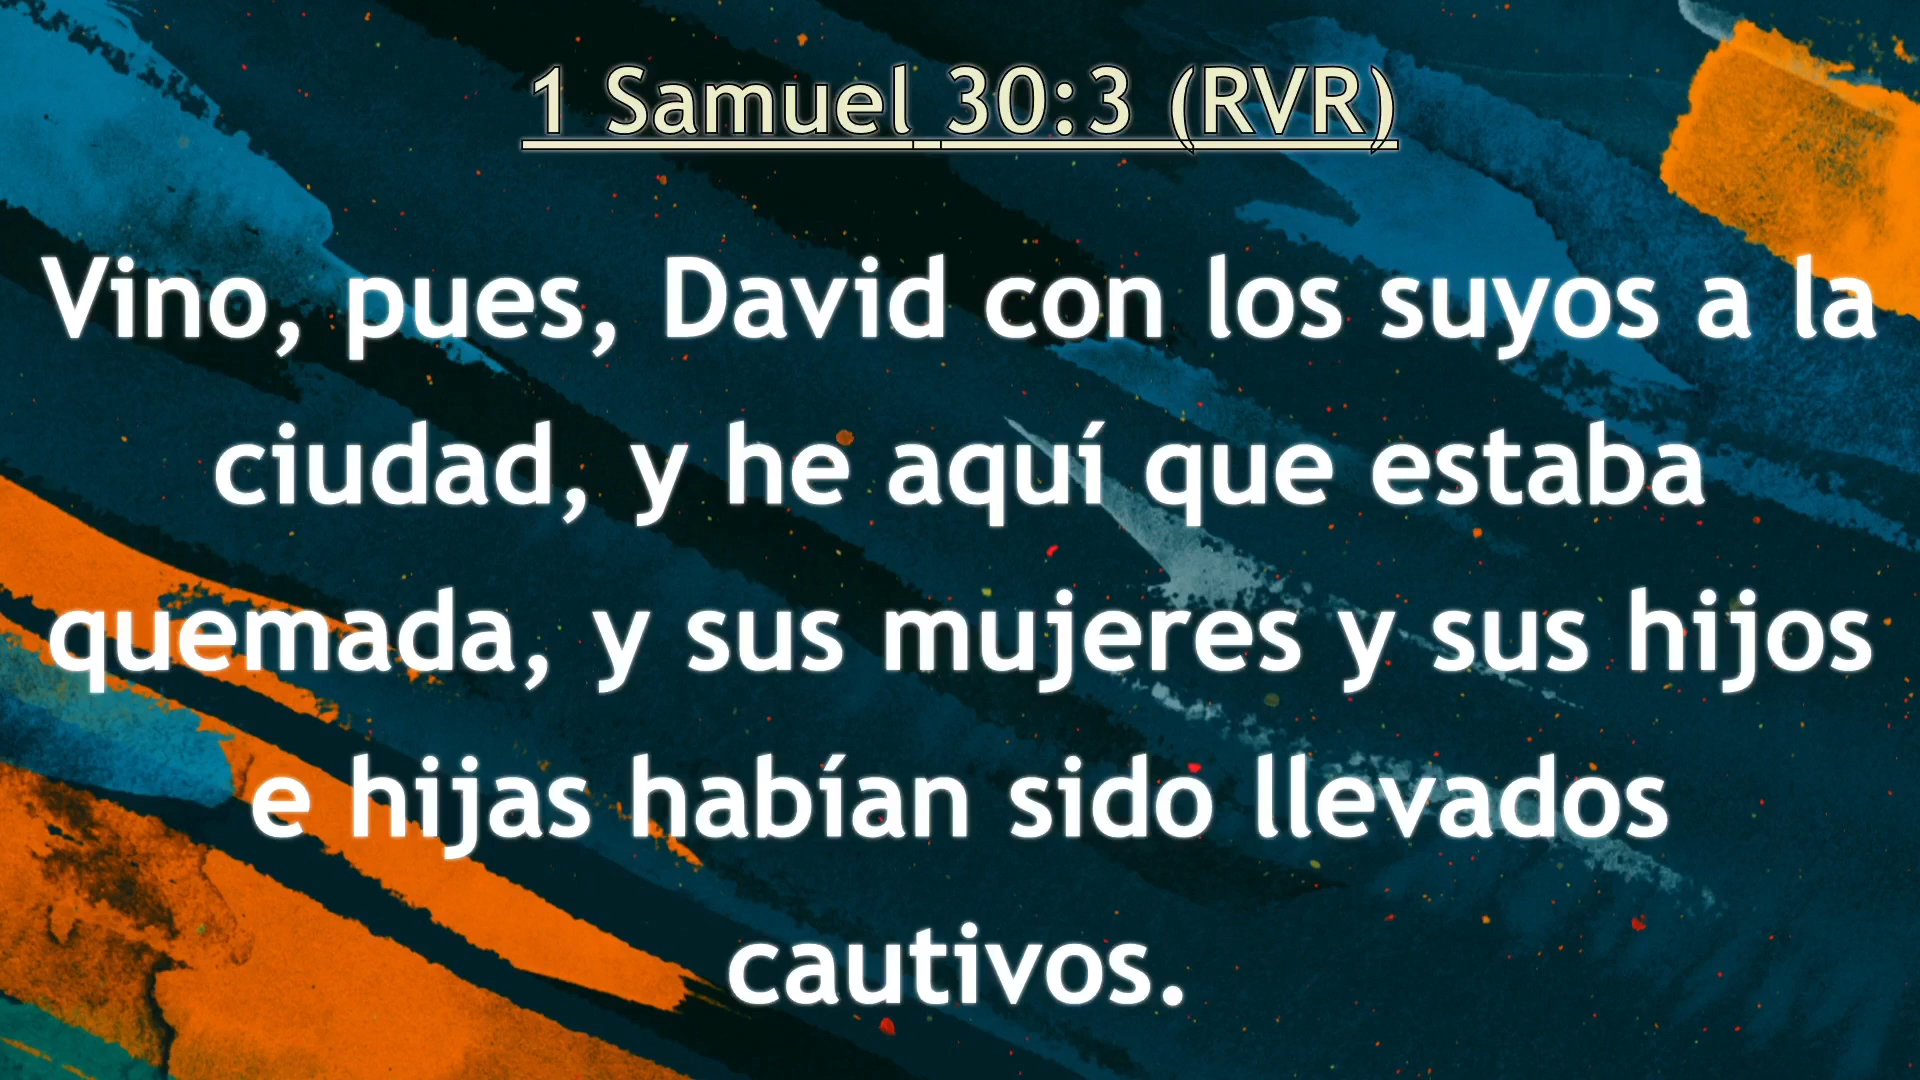 1 Samuel 30:3 (RVR)
Vino, pues, David con los suyos a la
ciudad, y he aquí que estaba
quemada, y sus mujeres y sus hijos
e hijas habían sido llevados
cautivos.